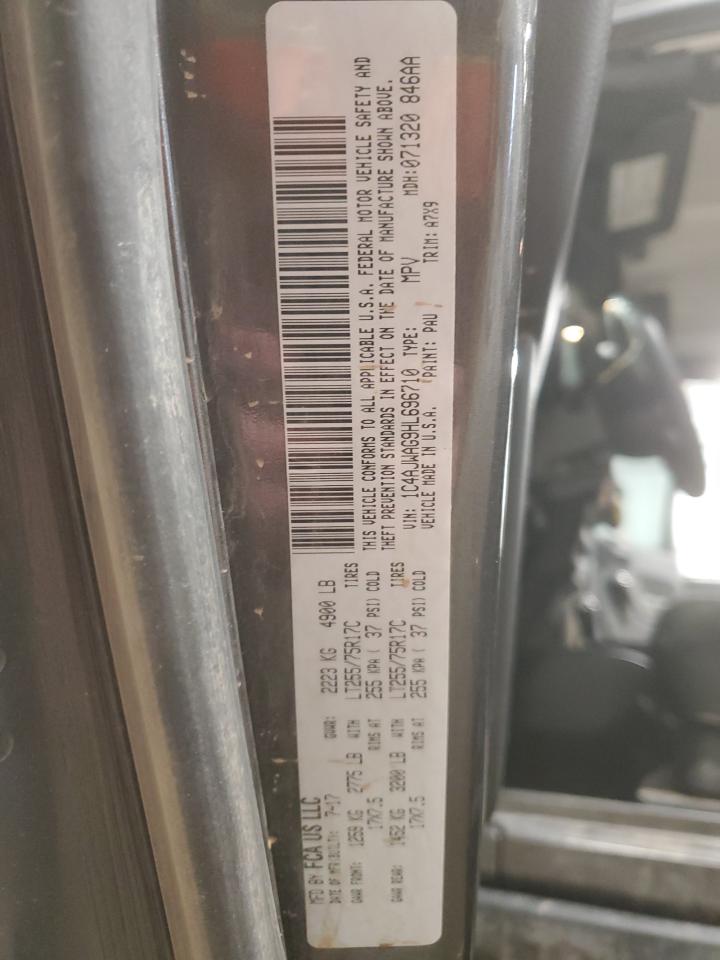 MFD BY FCA US LLC
DATE OF MFR(BUILT): 7-17 GVWR: 2223 KG 4900 LB
GAWR FRONT: 1259 KG 2775 LB WITH LT255/75R17C TIRES
17X7.5 RIMS AT 255 KPA ( 37 PSI) COLD
GAWR REAR: 1452 KG 3200 LB WITH LT255/75R17C TIRES
17X7.5 RIMS AT 255 KPA ( 37 PSI) COLD
THIS VEHICLE CONFORMS TO ALL APPLICABLE U.S.A. FEDERAL MOTOR VEHICLE SAFETY AND
THEFT PREVENTION STANDARDS IN EFFECT ON THE DATE OF MANUFACTURE SHOWN ABOVE.
VIN: 1C4AJWAG9HL696710 TYPE: MPV MDH:071320 846AA
VEHICLE MADE IN U.S.A. PAINT: PAU TRIM: A7X9